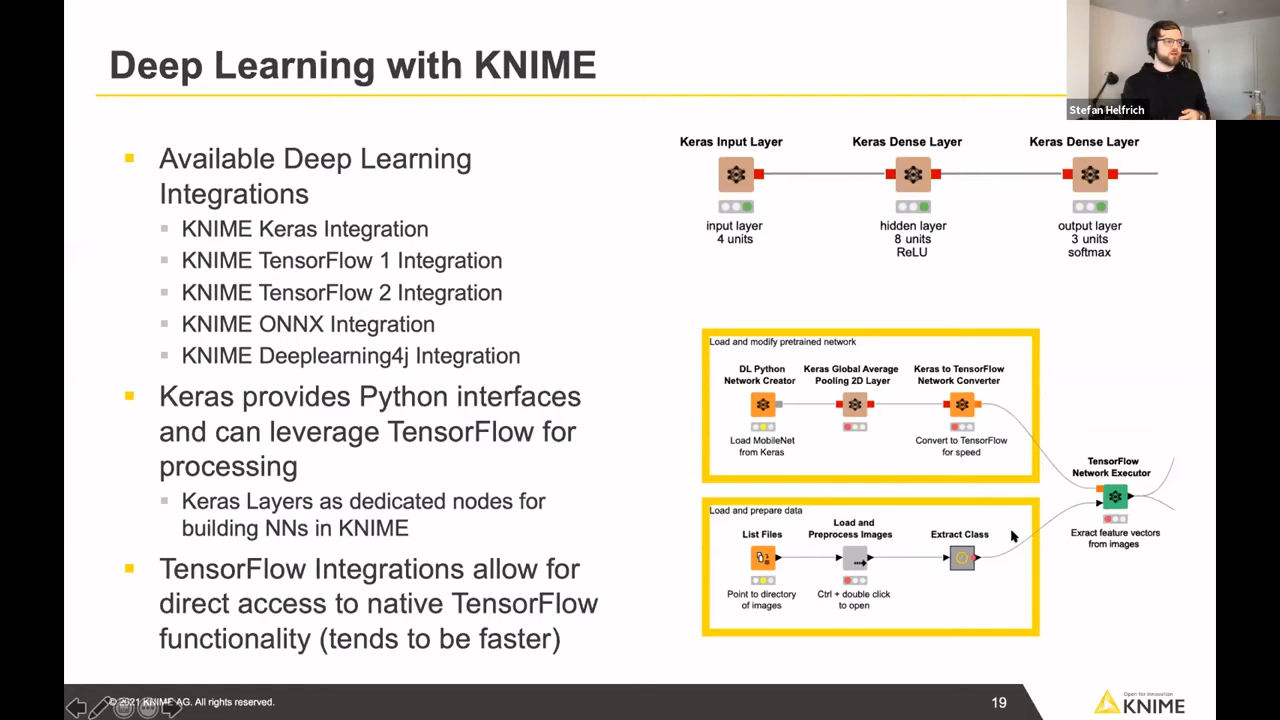 Deep Learning with KNIME
Stefan Helfrich
Available Deep Learning
Integrations
KNIME Keras Integration
KNIME TensorFlow 1 Integration
KNIME TensorFlow 2 Integration
KNIME ONNX Integration
KNIME Deeplearning4j Integration
Keras provides Python interfaces
and can leverage TensorFlow for
processing
Keras Layers as dedicated nodes for
building NNs in KNIME
TensorFlow Integrations allow for
direct access to native TensorFlow
functionality (tends to be faster)
Keras Input Layer
input layer
4 units
Keras Dense Layer
hidden layer
8 units
ReLU
Keras Dense Layer
output layer
3 units
softmax
Load and modify pretrained network
DL Python
Network Creator
Load MobileNet
from Keras
Keras Global Average
Pooling 2D Layer
Keras to TensorFlow
Network Converter
Convert to TensorFlow
for speed
TensorFlow
Network Executor
Extract feature vectors
from images
Load and prepare data
List Files
Point to directory
of images
Load and
Preprocess Images
Ctrl + double click
to open
Extract Class
© 2021 KNIME AG. All rights reserved.
19
Open for Innovation
KNIME